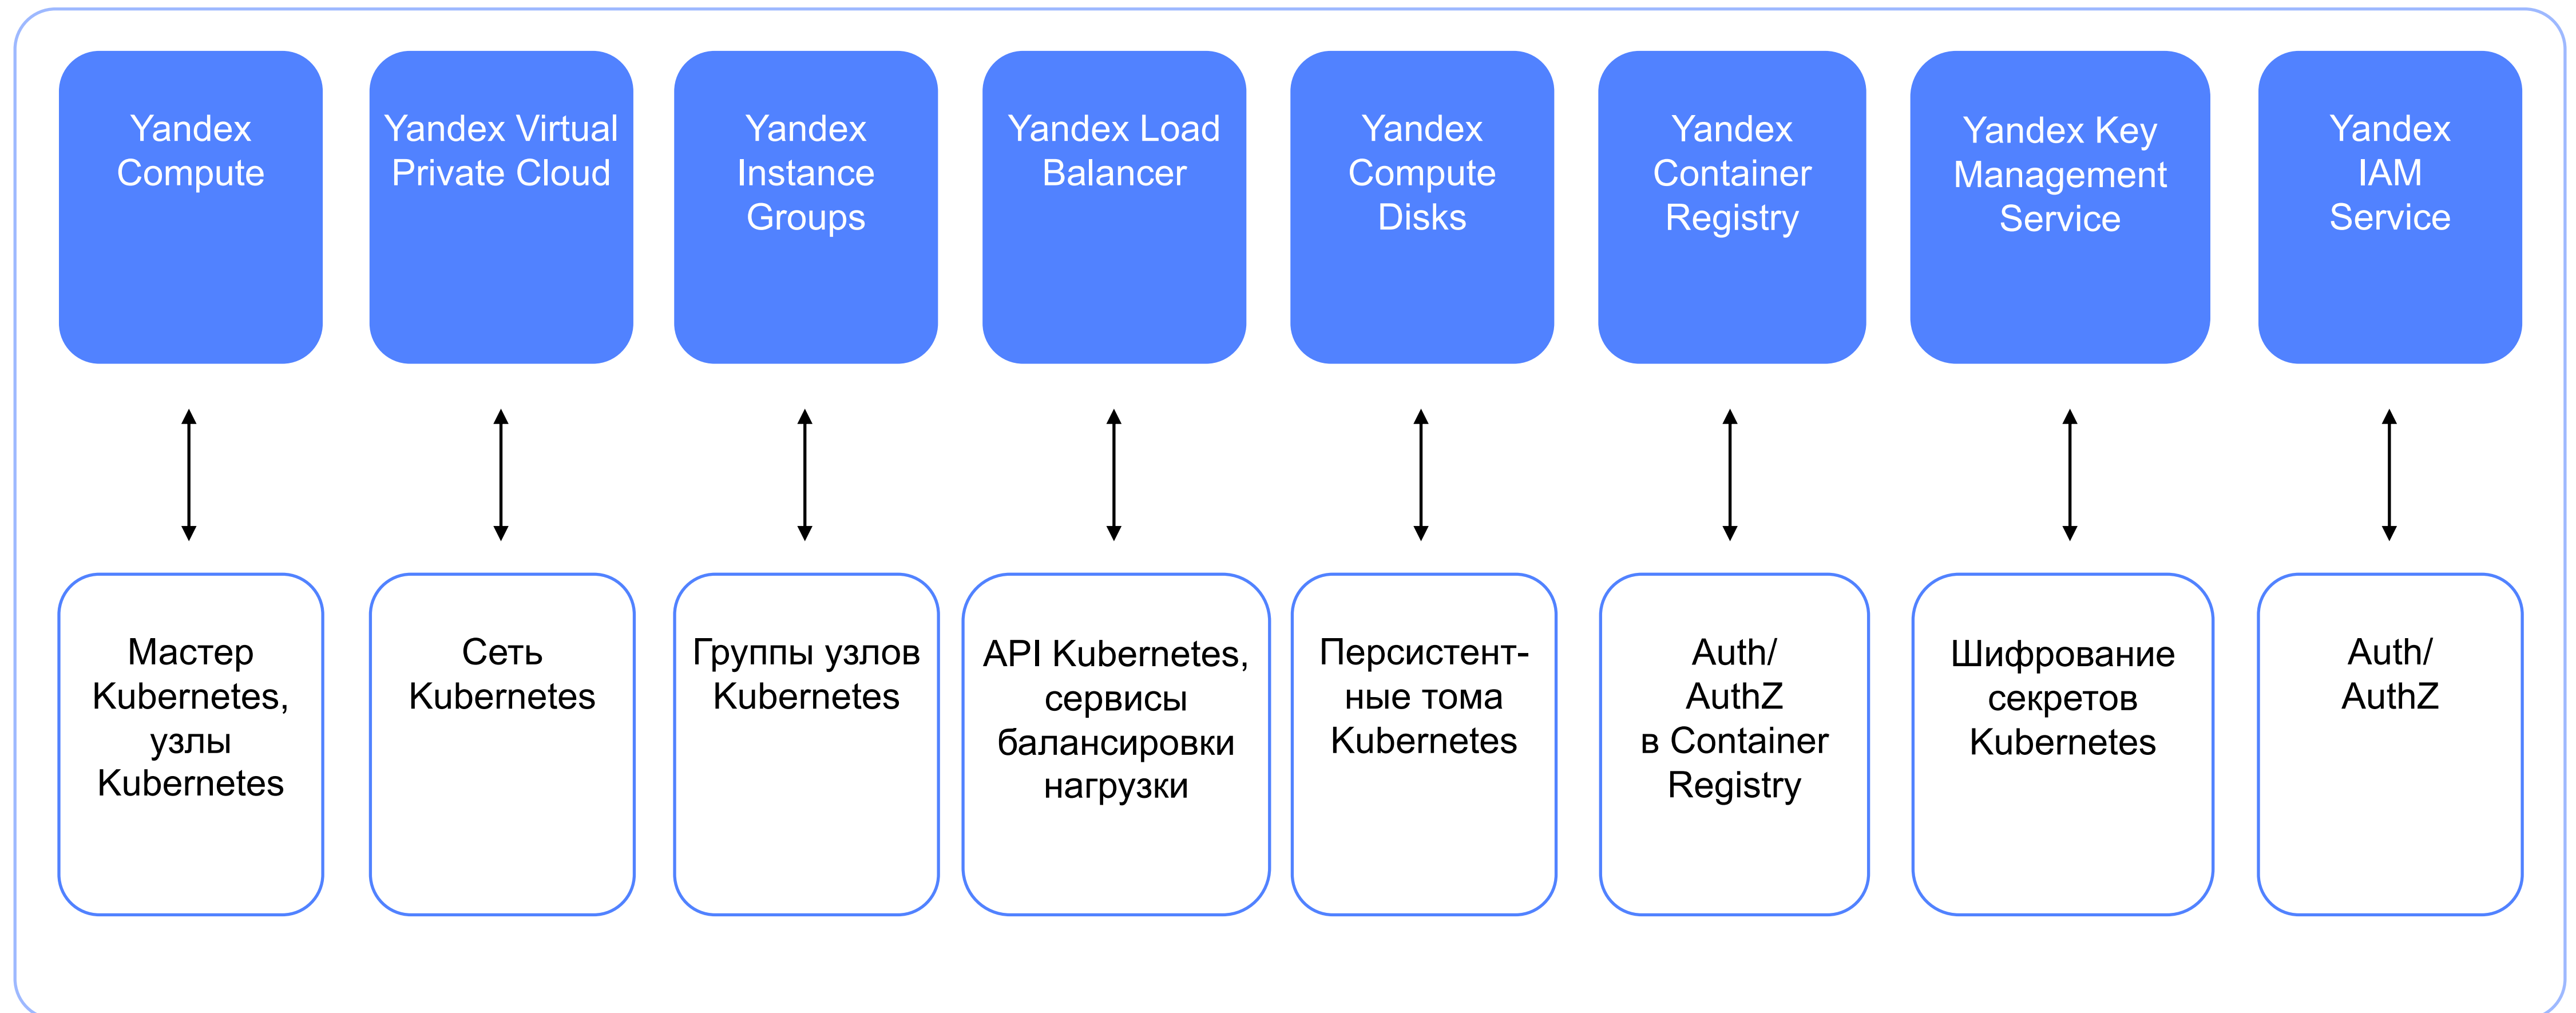 Yandex
Compute
Yandex Virtual
Private Cloud
Yandex
Instance
Groups
Yandex Load
Balancer
Yandex
Compute
Disks
Yandex
Container
Registry
Yandex Key
Management
Service
Yandex
IAM
Service
Мастер
Kubernetes,
узлы
Kubernetes
Сеть
Kubernetes
Группы узлов
Kubernetes
API Kubernetes,
сервисы
балансировки
нагрузки
Персистент-
ные тома
Kubernetes
Auth/
AuthZ
в Container
Registry
Шифрование
секретов
Kubernetes
Auth/
AuthZ